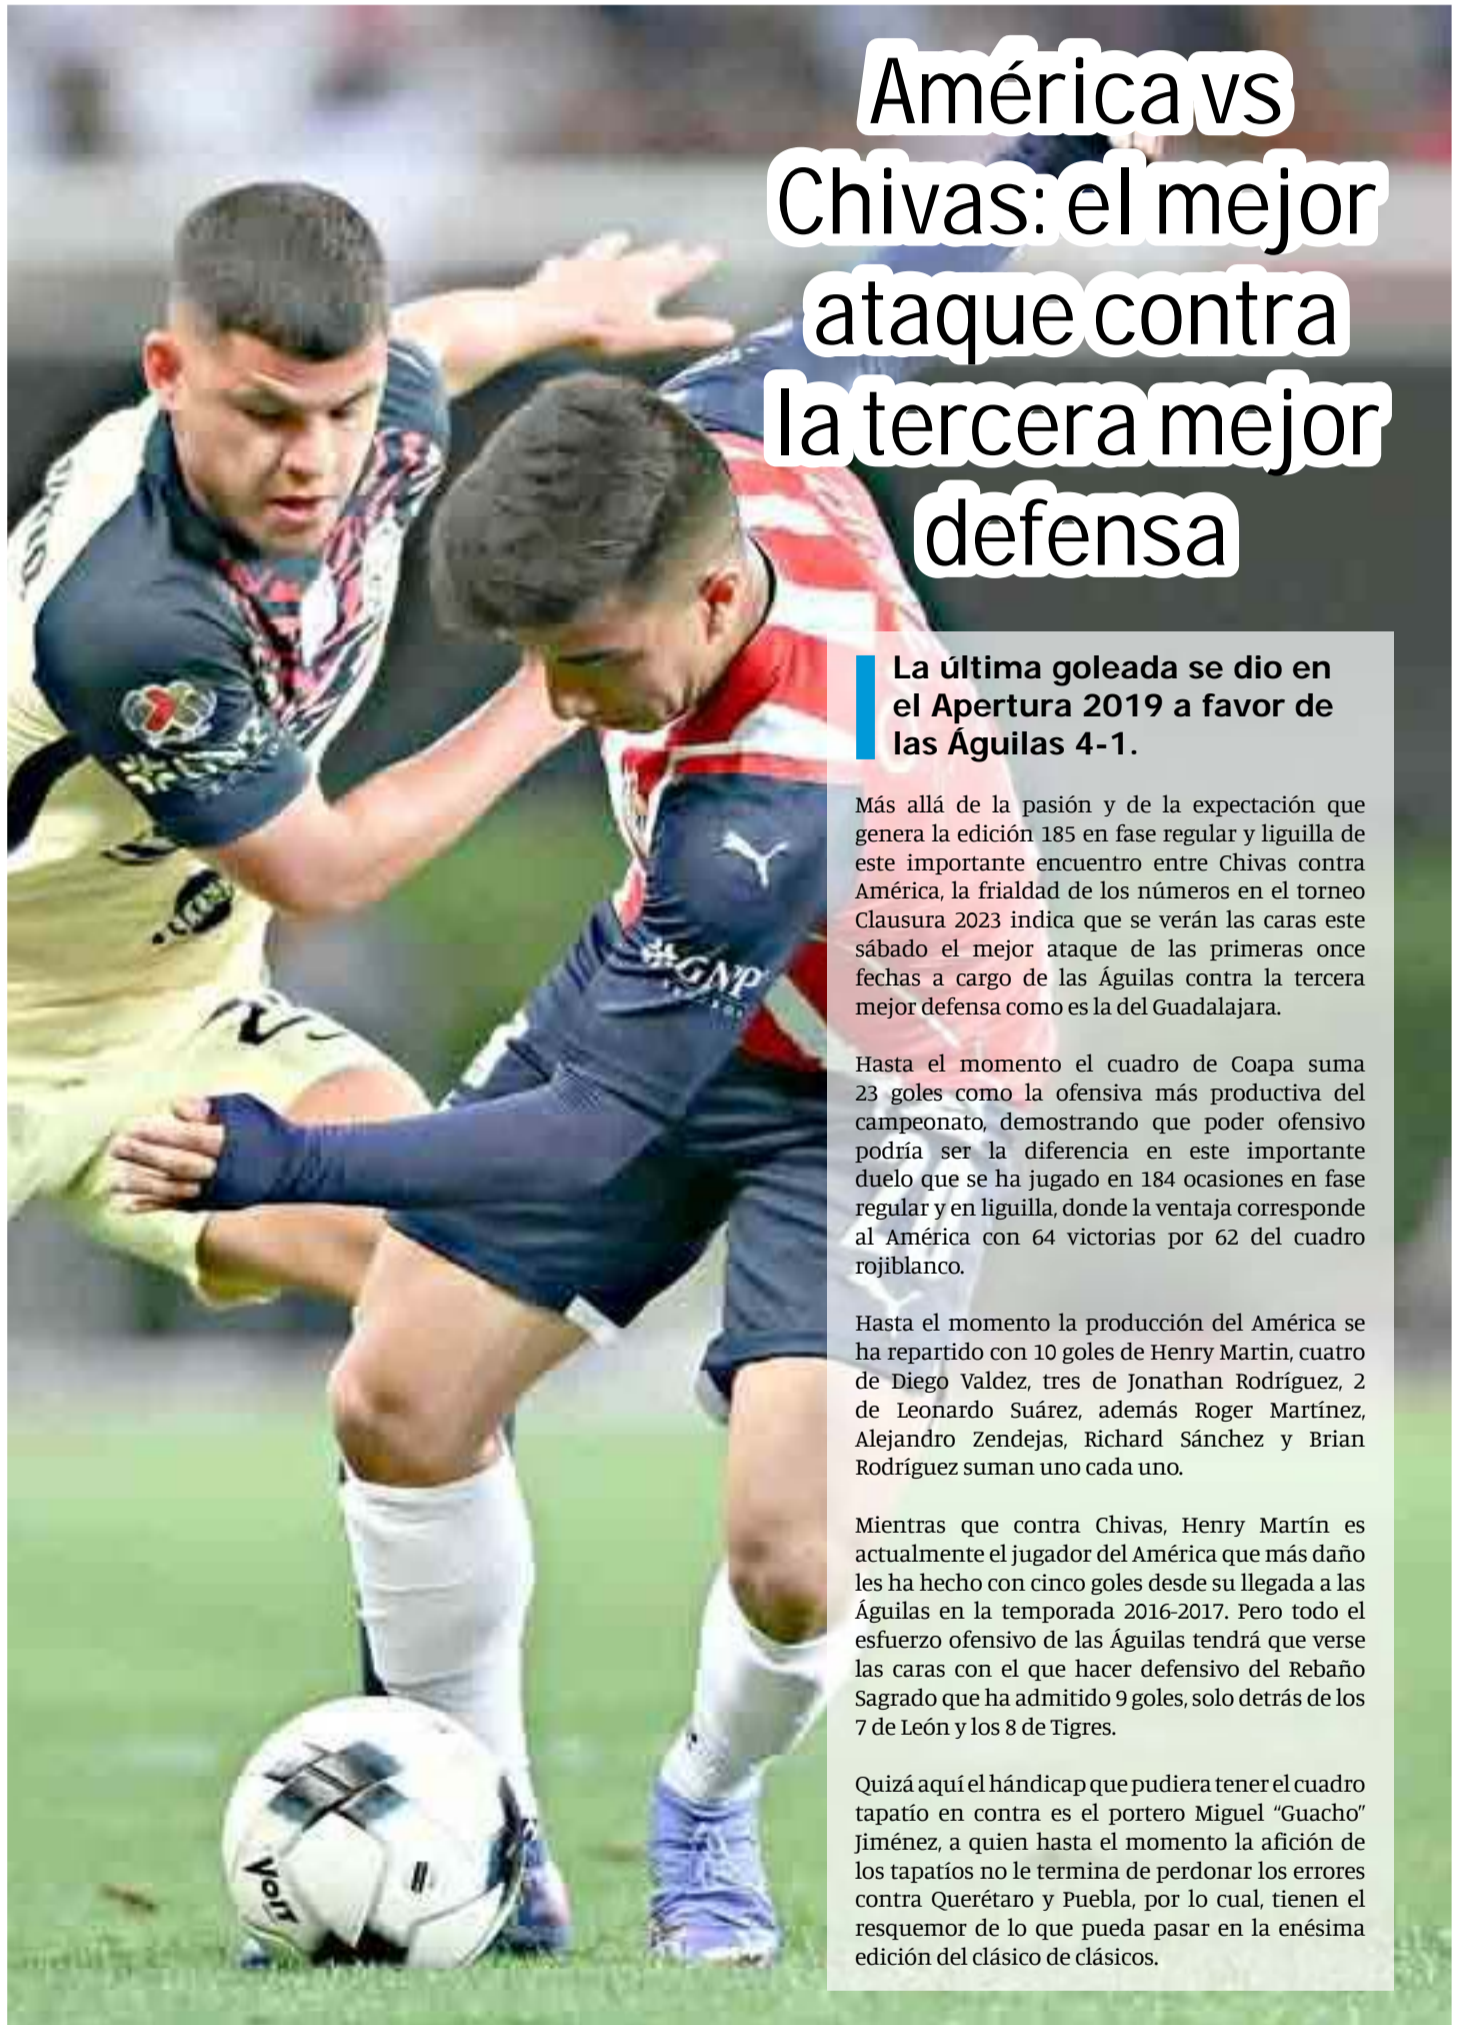 América vs
Chivas: el mejor
ataque contra
la tercera mejor
defensa
La última goleada se dio en
el Apertura 2019 a favor de
las Águilas 4-1.
Más allá de la pasión y de la expectación que
genera la edición 185 en fase regular y liguilla de
este importante encuentro entre Chivas contra
América, la frialdad de los números en el torneo
Clausura 2023 indica que se verán las caras este
sábado el mejor ataque de las primeras once
fechas a cargo de las Águilas contra la tercera
mejor defensa como es la del Guadalajara.
Hasta el momento el cuadro de Coapa suma
23 goles como la ofensiva más productiva del
campeonato, demostrando que poder ofensivo
podría ser la diferencia en este importante
duelo que se ha jugado en 184 ocasiones en fase
regular y en liguilla, donde la ventaja corresponde
al América con 64 victorias por 62 del cuadro
rojiblanco.
Hasta el momento la producción del América se
ha repartido con 10 goles de Henry Martin, cuatro
de Diego Valdez, tres de Jonathan Rodríguez, 2
de Leonardo Suárez, además Roger Martínez,
Alejandro Zendejas, Richard Sánchez y Brian
Rodríguez suman uno cada uno.
Mientras que contra Chivas, Henry Martín es
actualmente el jugador del América que más daño
les ha hecho con cinco goles desde su llegada a las
Águilas en la temporada 2016-2017. Pero todo el
esfuerzo ofensivo de las Águilas tendrá que verse
las caras con el que hacer defensivo del Rebaño
Sagrado que ha admitido 9 goles, solo detrás de los
7 de León y los 8 de Tigres.
Quizá aquí el hándicap que pudiera tener el cuadro
tapatío en contra es el portero Miguel “Guacho”
Jiménez, a quien hasta el momento la afición de
los tapatíos no le termina de perdonar los errores
contra Querétaro y Puebla, por lo cual, tienen el
resquemor de lo que pueda pasar en la enésima
edición del clásico de clásicos.
GNP
VOIT